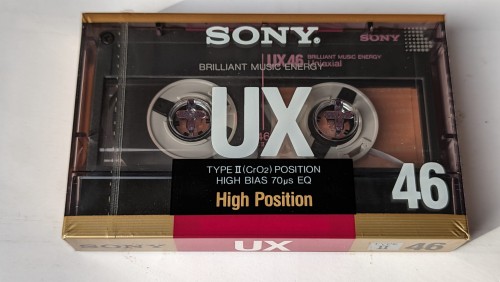 SONY.
SONY
UX46 BRILLIANT MUSIC ENERGY
Uniaxial
BRILLIANT MUSIC ENERGY
UX
TYPE II (CrO2) POSITION
HIGH BIAS 70μs EQ
High Position
46
SONY
UX
46